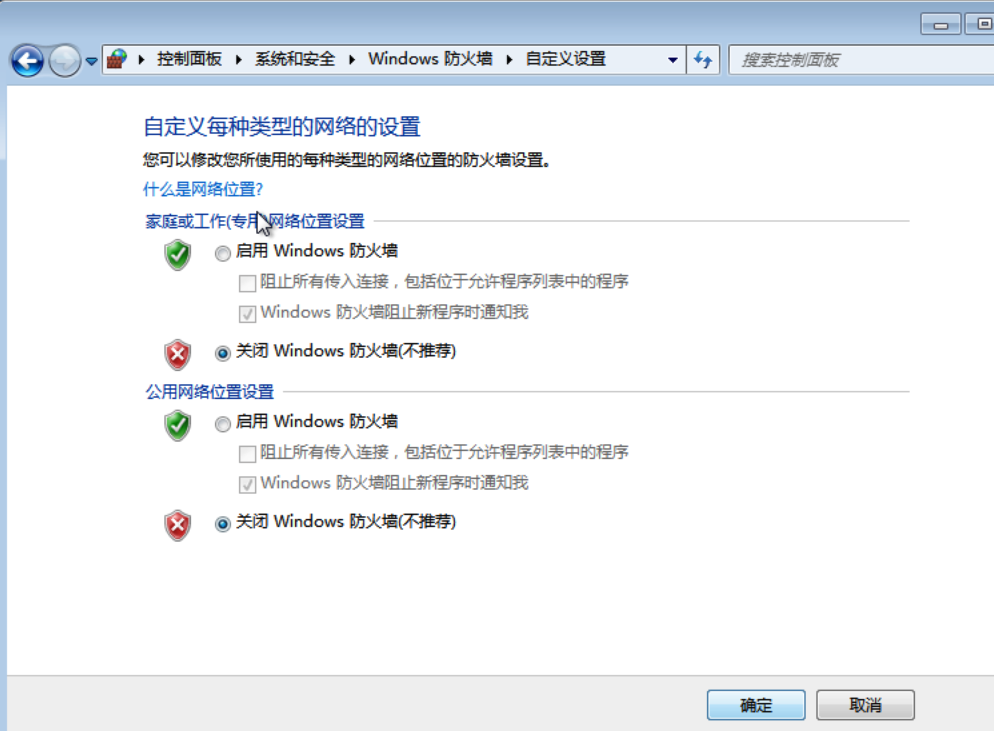 控制面板 系统和安全 Windows 防火墙 自定义设置 搜索控制面板
自定义每种类型的网络的设置
您可以修改您所使用的每种类型的网络位置的防火墙设置。
什么是网络位置?
家庭或工作(专用)网络位置设置
启用 Windows 防火墙
阻止所有传入连接，包括位于允许程序列表中的程序
Windows 防火墙阻止新程序时通知我
关闭 Windows 防火墙(不推荐)
公用网络位置设置
启用 Windows 防火墙
阻止所有传入连接，包括位于允许程序列表中的程序
Windows 防火墙阻止新程序时通知我
关闭 Windows 防火墙(不推荐)
确定 取消